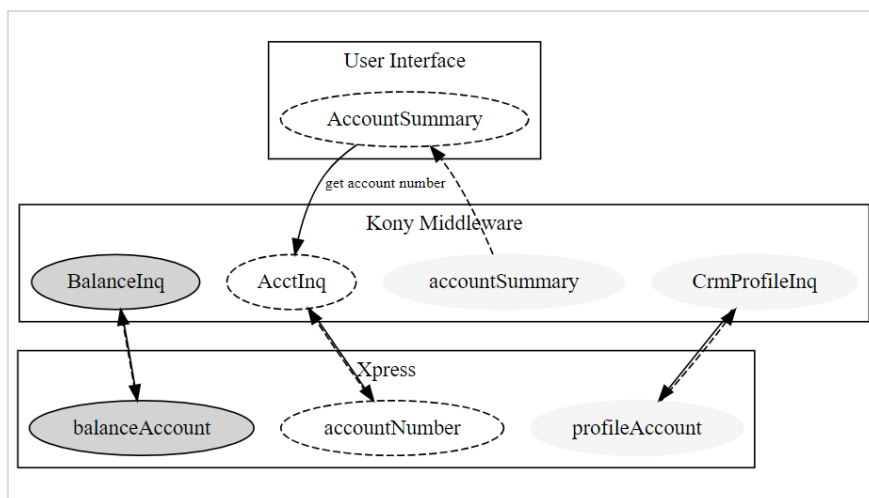 User Interface
AccountSummary
get account number
Kony Middleware
BalanceInq
AcctInq
accountSummary
CrmProfileInq
Xpress
balanceAccount
accountNumber
profileAccount